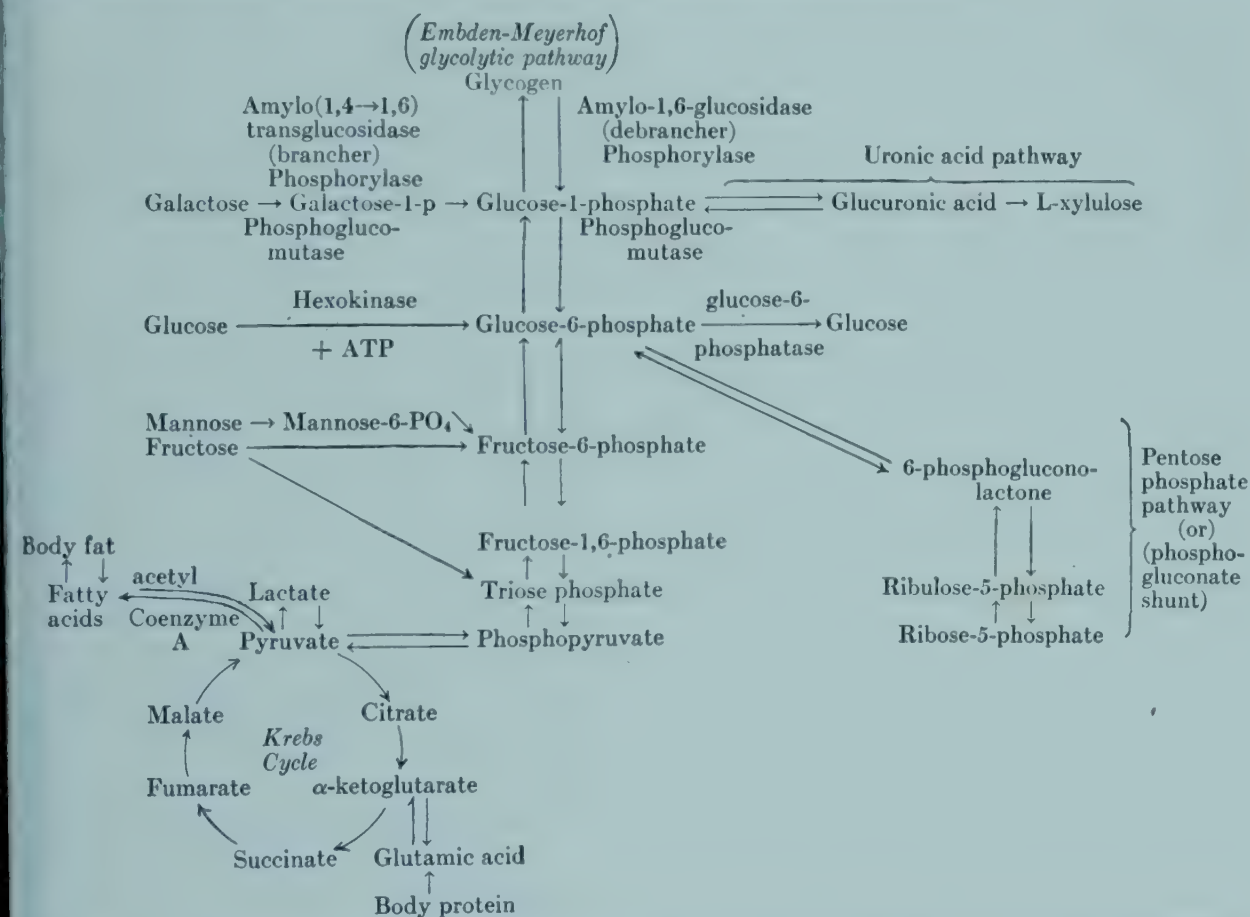 (Embden-Meyerhof
glycolytic pathway)
Glycogen
Amylo(1,4→1,6)
transglucosidase
(brancher)
Phosphorylase
Amylo-1,6-glucosidase
(debrancher)
Phosphorylase
Uronic acid pathway
Galactose → Galactose-1-p → Glucose-1-phosphate ⇄ Glucuronic acid → L-xylulose
Phosphogluco-
mutase
Phosphogluco-
mutase
Hexokinase
glucose-6-
Glucose → Glucose-6-phosphate → Glucose
+ ATP
phosphatase
Mannose → Mannose-6-PO₄ ↘
Fructose → Fructose-6-phosphate
6-phosphoglucono-
lactone
Pentose
phosphate
pathway
(or)
(phospho-
gluconate
shunt)
Fructose-1,6-phosphate
Body fat
acetyl
Lactate
Triose phosphate
Ribulose-5-phosphate
Fatty
acids
Coenzyme
A
Pyruvate ⇄ Phosphopyruvate
Ribose-5-phosphate
Malate
Citrate
Krebs
Cycle
Fumarate
α-ketoglutarate
Succinate
Glutamic acid
Body protein